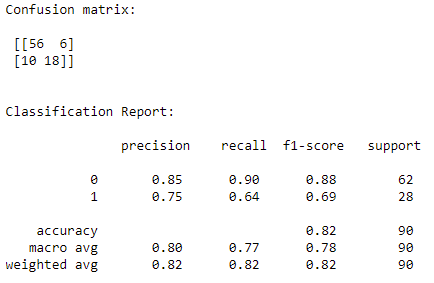 Confusion matrix:
[[56  6]
[10 18]]
Classification Report:
precision    recall  f1-score   support
0       0.85      0.90      0.88        62
1       0.75      0.64      0.69        28
accuracy                           0.82        90
macro avg       0.80      0.77      0.78        90
weighted avg       0.82      0.82      0.82        90